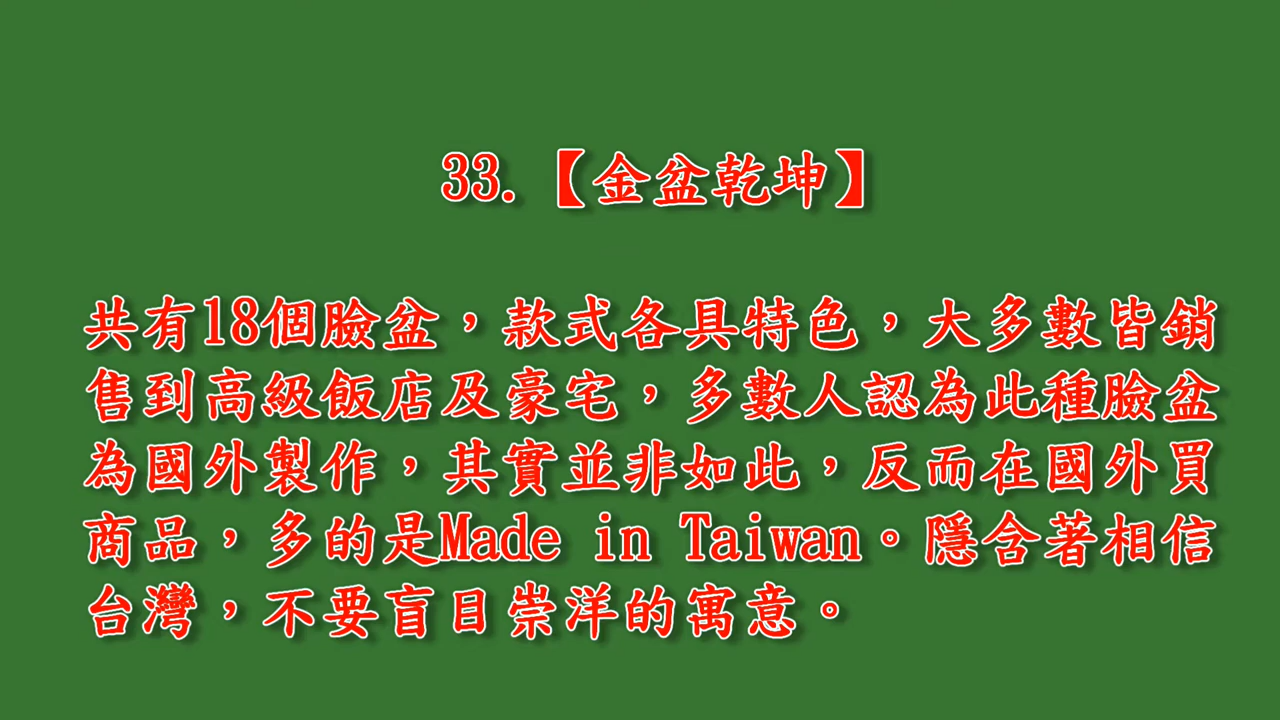 33.【金盆乾坤】
共有18個臉盆，款式各具特色，大多數皆銷
售到高級飯店及豪宅，多數人認為此種臉盆
為國外製作，其實並非如此，反而在國外買
商品，多的是Made in Taiwan。隱含著相信
台灣，不要盲目崇洋的寓意。